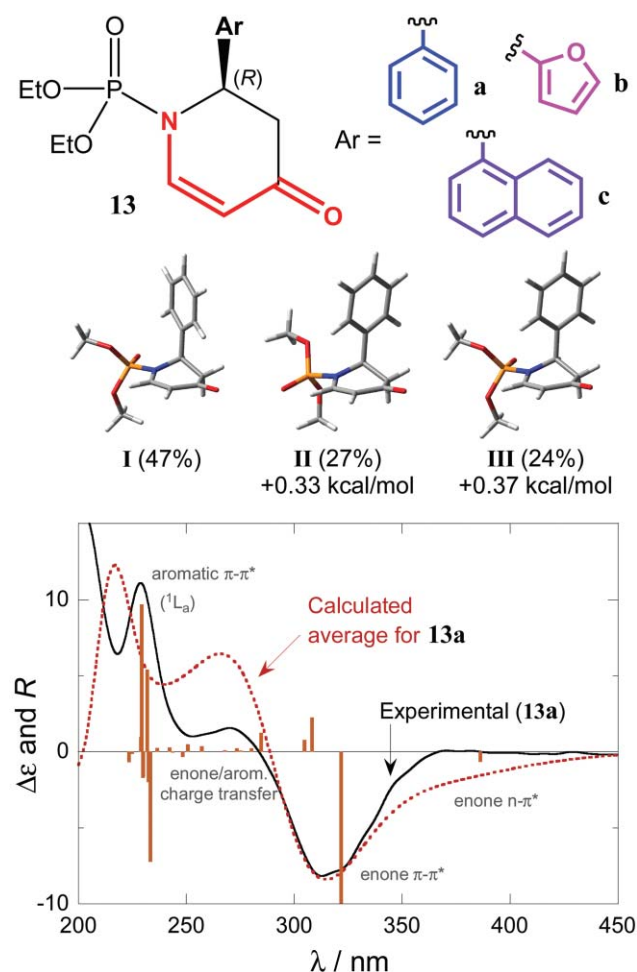 Ar
O
(R)
EtO
P
N
EtO
O
13
Ar =
a
O
b
c
I (47%)
II (27%)
+0.33 kcal/mol
III (24%)
+0.37 kcal/mol
15
10
0
-10
Δε and R
aromatic π-π*
(¹Lₐ)
Calculated
average for 13a
Experimental (13a)
enone/arom.
charge transfer
enone n-π*
enone π-π*
200 250 300 350 400 450
λ / nm